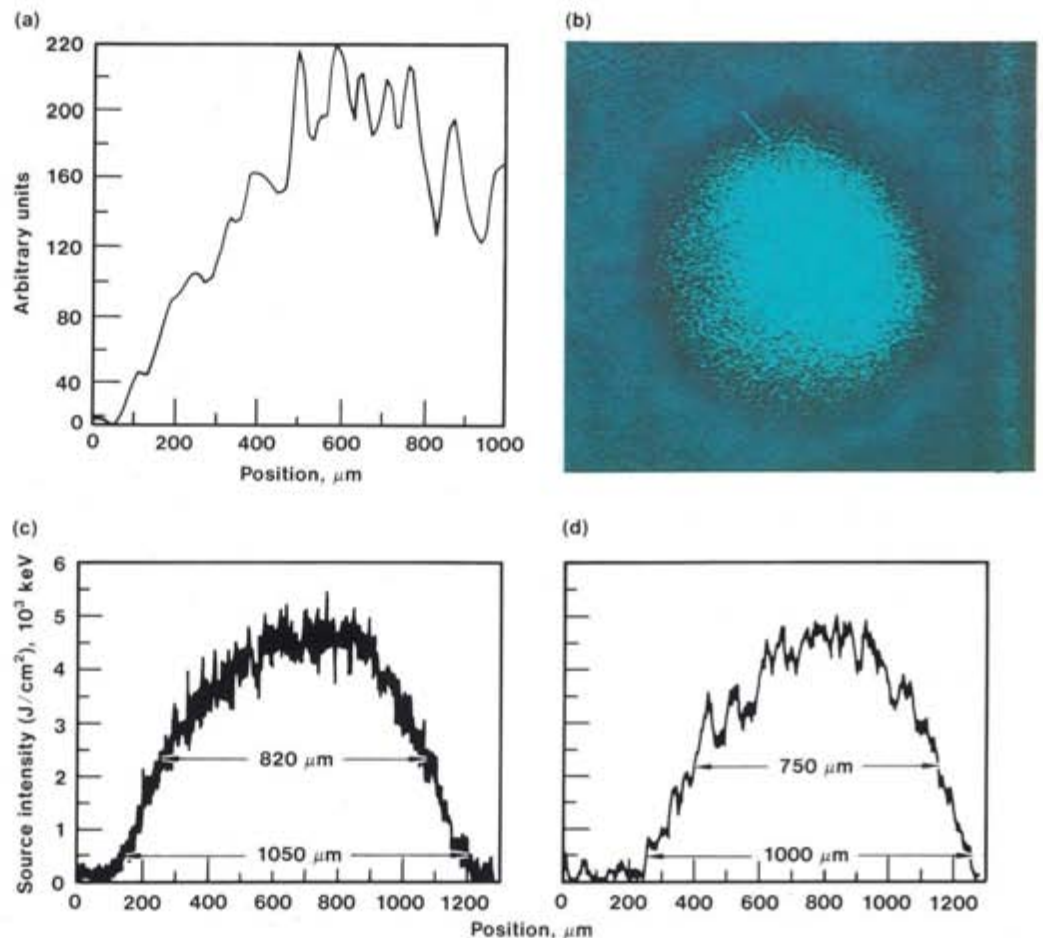 (a)
220
200
160
120
80
40
0
Arbitrary units
0 200 400 600 800 1000
Position, μm
(b)
(c)
6
5
4
3
2
1
0
Source intensity (J/cm²), 10³ keV
820 μm
1050 μm
0 200 400 600 800 1000 1200
(d)
750 μm
1000 μm
200 400 600 800 1000 1200
Position, μm